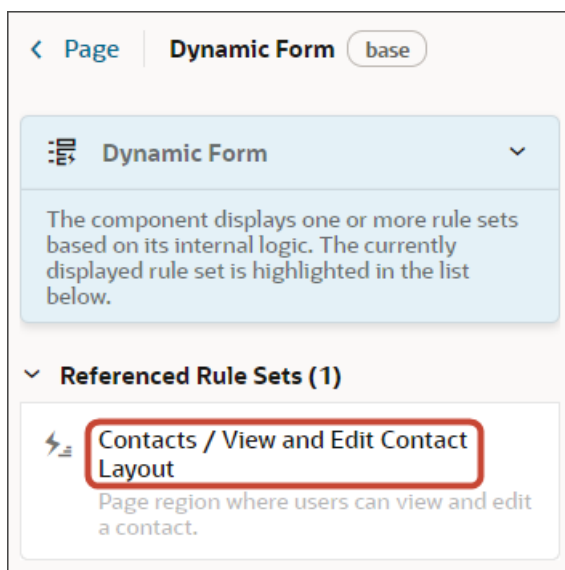 Page Dynamic Form base
Dynamic Form
The component displays one or more rule sets
based on its internal logic. The currently
displayed rule set is highlighted in the list
below.
Referenced Rule Sets (1)
Contacts / View and Edit Contact
Layout
Page region where users can view and edit
a contact.